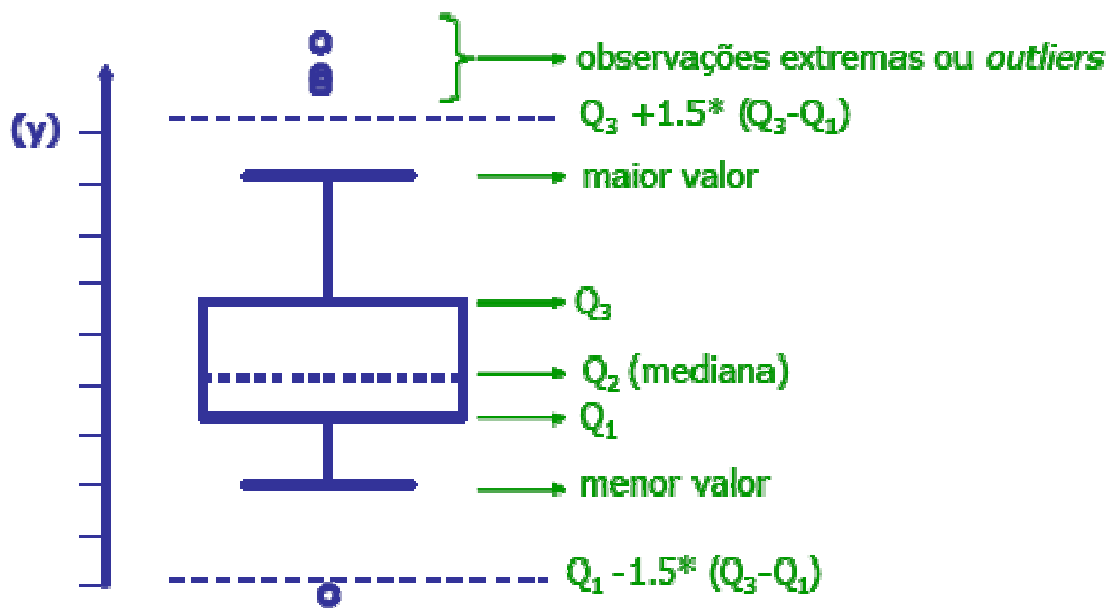 observações extremas ou outliers
(y)
Q₃ +1.5* (Q₃-Q₁)
maior valor
Q₃
Q₂ (mediana)
Q₁
menor valor
Q₁ -1.5* (Q₃-Q₁)